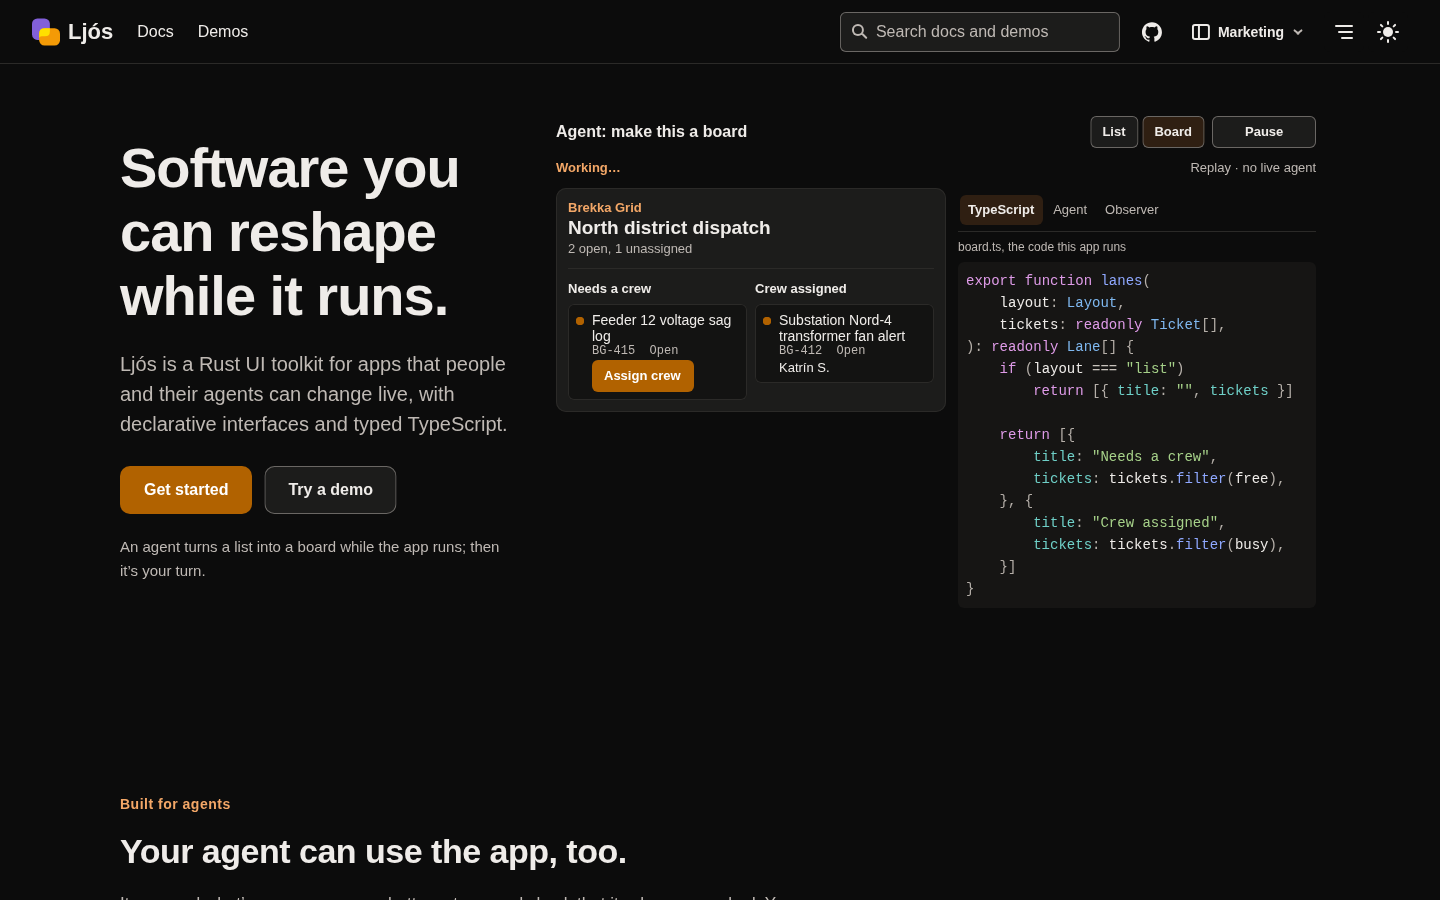 Ljós
Docs
Demos
Search docs and demos
Marketing
Software you
can reshape
while it runs.
Ljós is a Rust UI toolkit for apps that people
and their agents can change live, with
declarative interfaces and typed TypeScript.
Get started
Try a demo
An agent turns a list into a board while the app runs; then
it's your turn.
Agent: make this a board
List
Board
Pause
Working…
Replay · no live agent
Brekka Grid
North district dispatch
2 open, 1 unassigned
Needs a crew
Feeder 12 voltage sag
log
BG-415 Open
Assign crew
Crew assigned
Substation Nord-4
transformer fan alert
BG-412 Open
Katrín S.
TypeScript
Agent
Observer
board.ts, the code this app runs
export function lanes(
    layout: Layout,
    tickets: readonly Ticket[],
): readonly Lane[] {
    if (layout === "list")
        return [{ title: "", tickets }]
    return [{
        title: "Needs a crew",
        tickets: tickets.filter(free),
    }, {
        title: "Crew assigned",
        tickets: tickets.filter(busy),
    }]
}
Built for agents
Your agent can use the app, too.